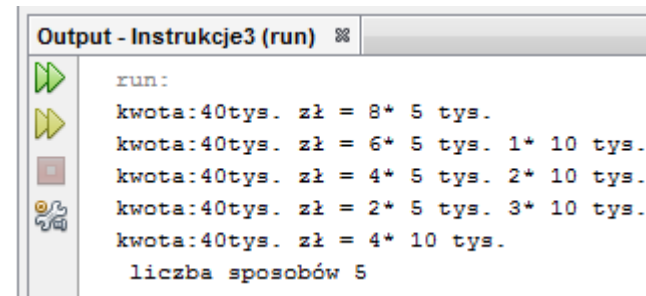 Output - Instrukcje3 (run)
run:
kwota:40tys. zł = 8* 5 tys.
kwota:40tys. zł = 6* 5 tys. 1* 10 tys.
kwota:40tys. zł = 4* 5 tys. 2* 10 tys.
kwota:40tys. zł = 2* 5 tys. 3* 10 tys.
kwota:40tys. zł = 4* 10 tys.
liczba sposobów 5